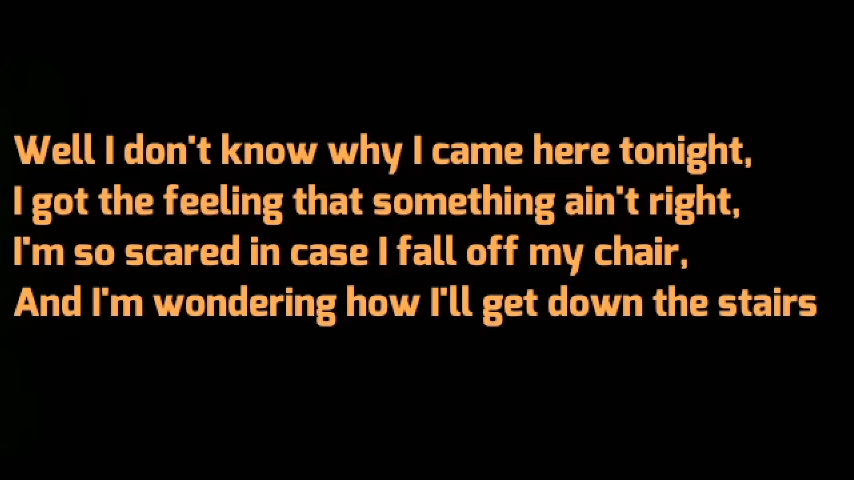 Well I don't know why I came here tonight,
I got the feeling that something ain't right,
I'm so scared in case I fall off my chair,
And I'm wondering how I'll get down the stairs